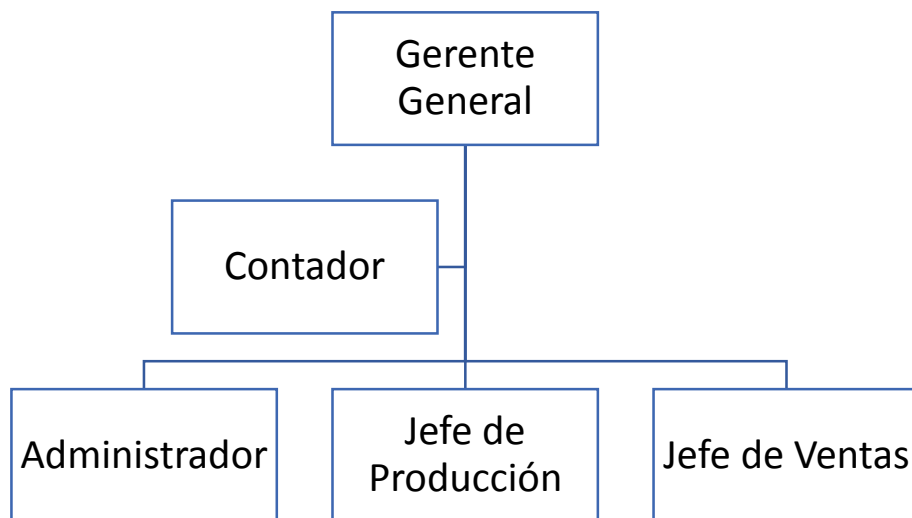 Gerente
General
Contador
Administrador
Jefe de
Producción
Jefe de Ventas